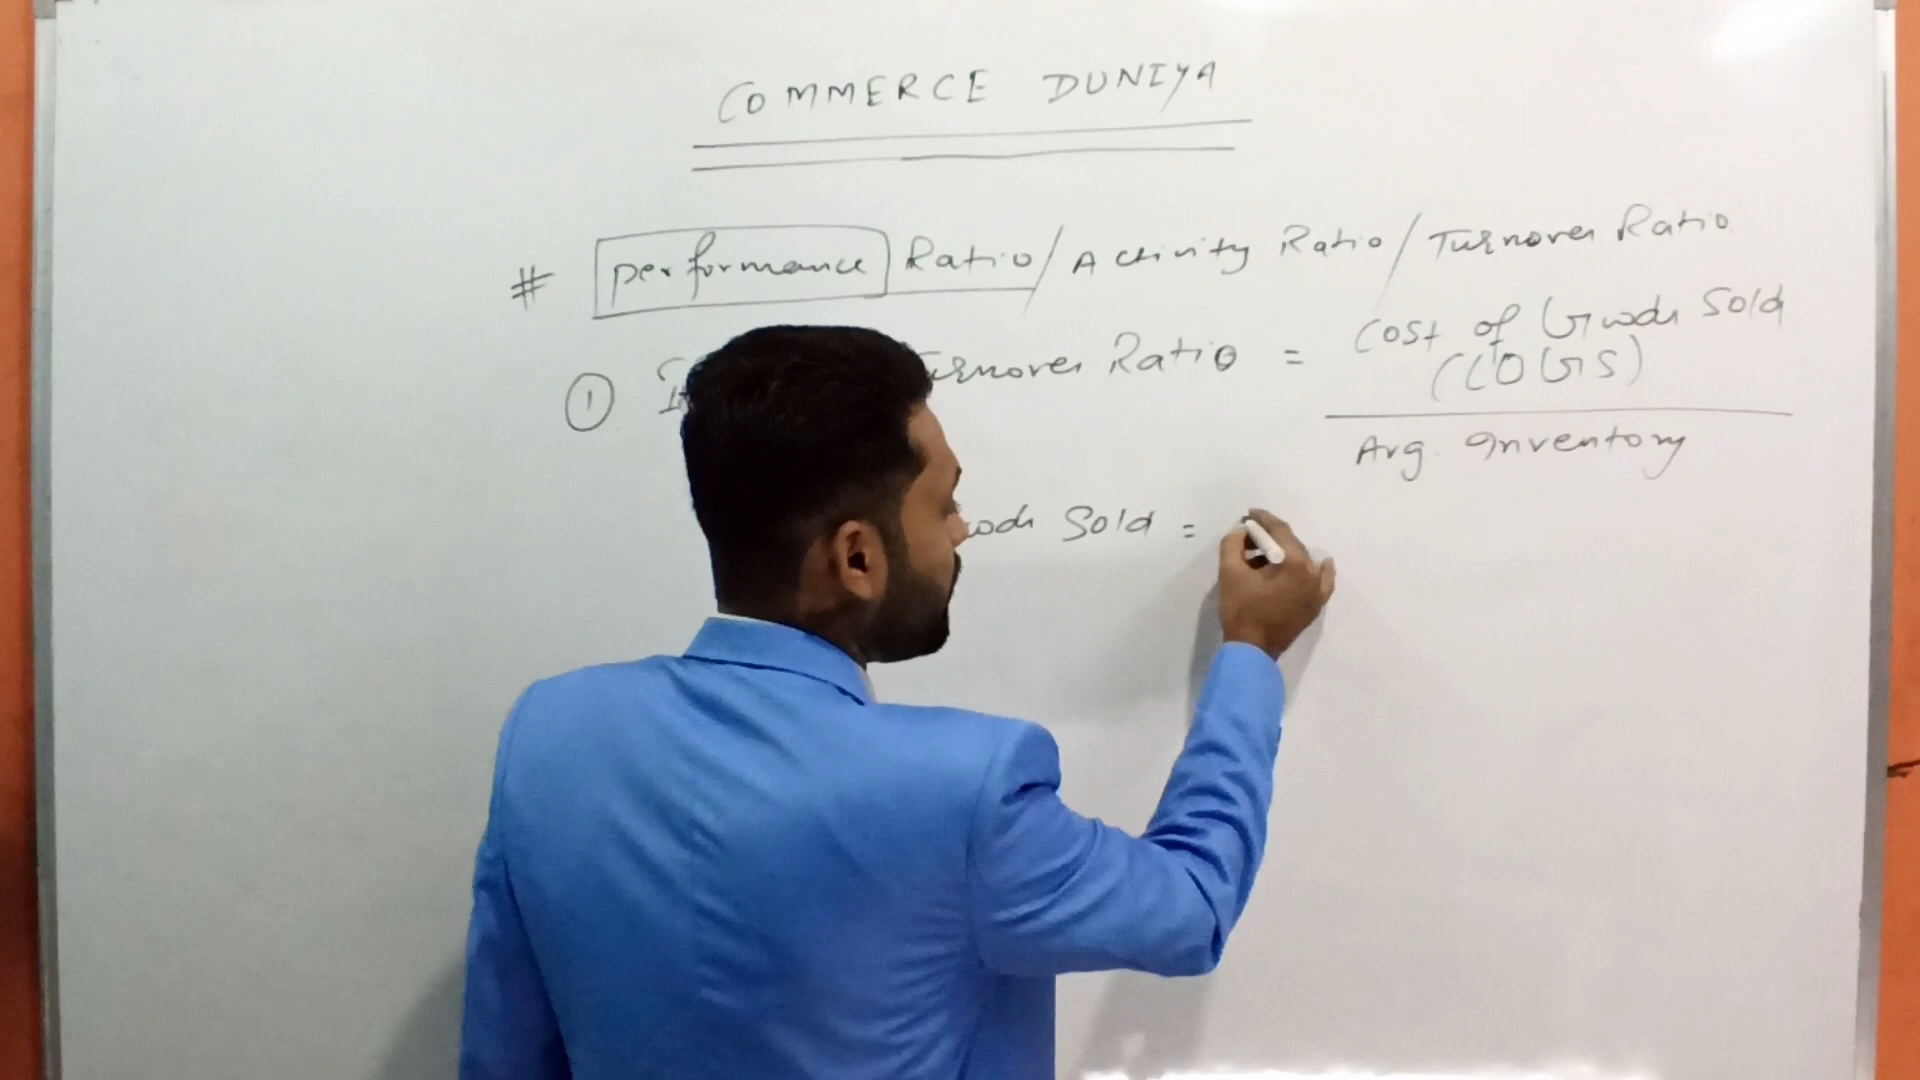 COMMERCE DUNIYA
# Performance Ratio / Activity Ratio / Turnover Ratio
① Turnover Ratio = Cost of Goods Sold
(COGS)
Avg. Inventory
Goods Sold =